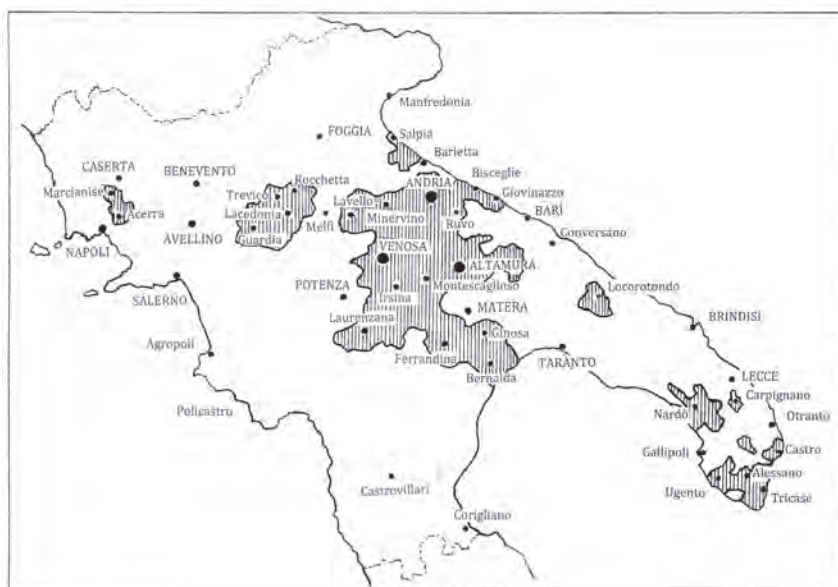 Manfredonia
FOGGIA
Salpia
Barletta
CASERTA
BENEVENTO
Bisceglie
Marcianise
Trevico
Rocchetta
ANDRIA
Giovinazzo
Lavello
Acerra
Lacedonia
Minervino
Ruvo
BARI
AVELLINO
Guardia
Melfi
Conversano
NAPOLI
VENOSA
ALTAMURA
SALERNO
POTENZA
Irsina
Montescaglioso
Locorotondo
MATERA
BRINDISI
Laurenzana
Ginosa
Agropoli
Ferrandina
TARANTO
Bernalda
LECCE
Carpignano
Policastru
Nardò
Otranto
Gallipoli
Castro
Castrovillari
Alessano
Ugento
Tricase
Corigliano